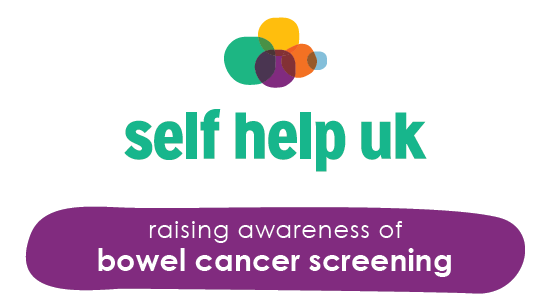 self help uk
raising awareness of
bowel cancer screening